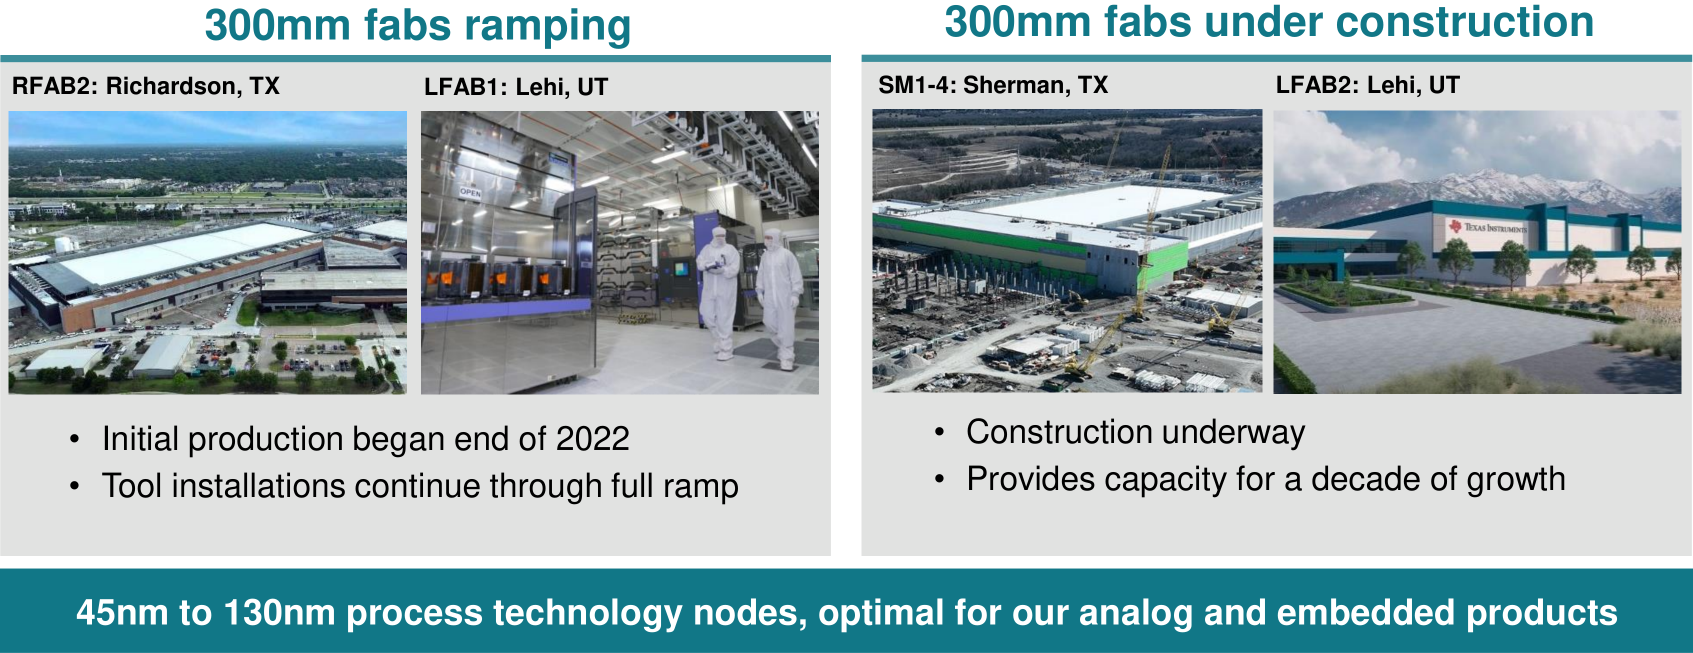 300mm fabs ramping
RFAB2: Richardson, TX
LFAB1: Lehi, UT
OPEN
• Initial production began end of 2022
• Tool installations continue through full ramp
300mm fabs under construction
SM1-4: Sherman, TX
LFAB2: Lehi, UT
TEXAS INSTRUMENTS
• Construction underway
• Provides capacity for a decade of growth
45nm to 130nm process technology nodes, optimal for our analog and embedded products